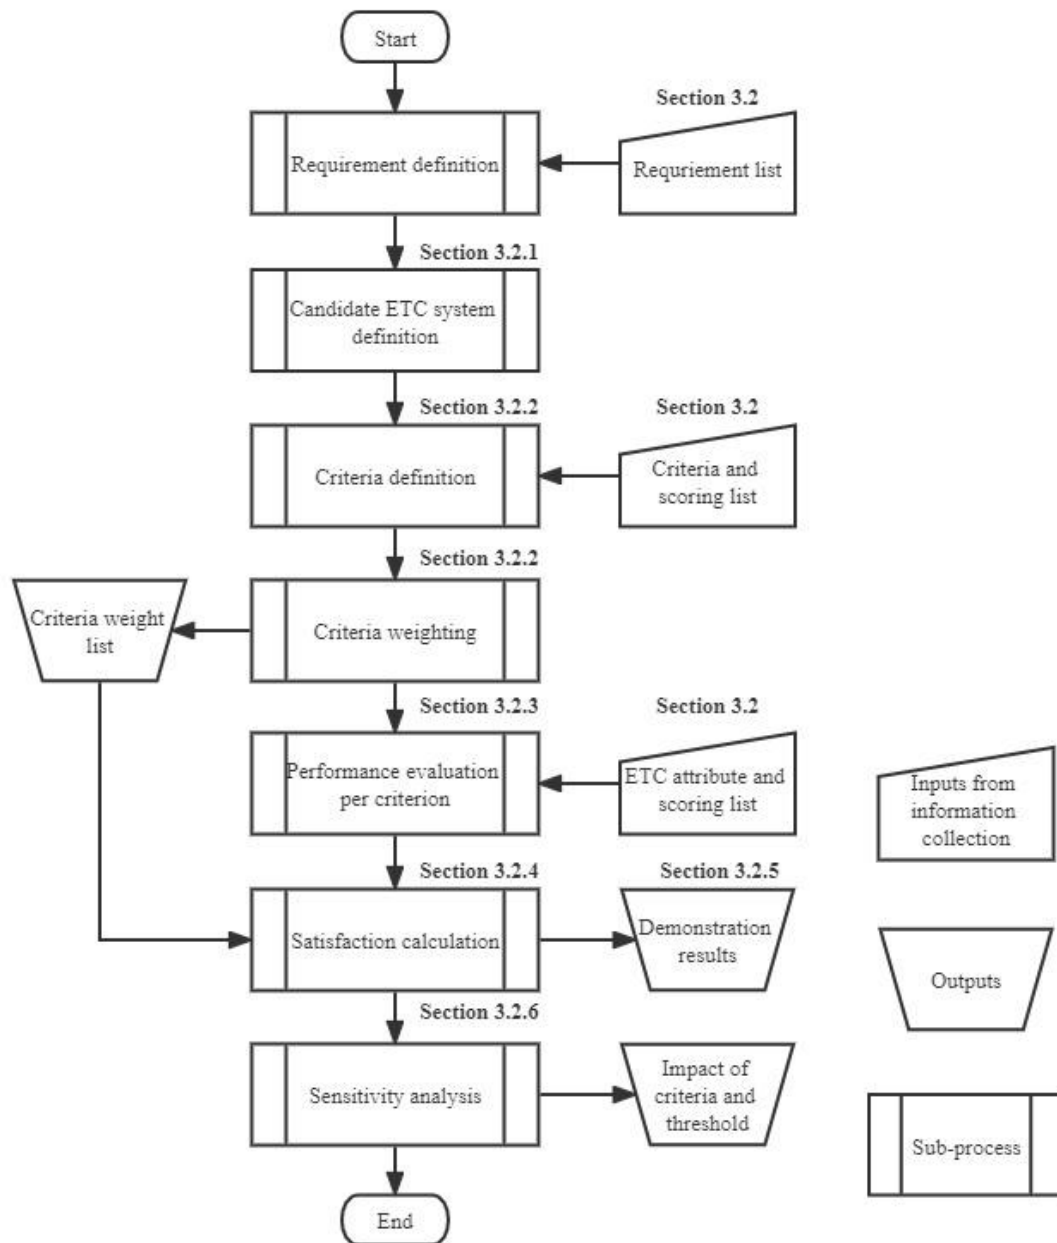 Start
Section 3.2
Requirement definition
Requriement list
Section 3.2.1
Candidate ETC system
definition
Section 3.2.2
Section 3.2
Criteria definition
Criteria and
scoring list
Section 3.2.2
Criteria weight
list
Criteria weighting
Section 3.2.3
Section 3.2
Performance evaluation
per criterion
ETC attribute and
scoring list
Inputs from
information
collection
Section 3.2.4
Section 3.2.5
Satisfaction calculation
Demonstration
results
Outputs
Section 3.2.6
Sensitivity analysis
Impact of
criteria and
threshold
Sub-process
End